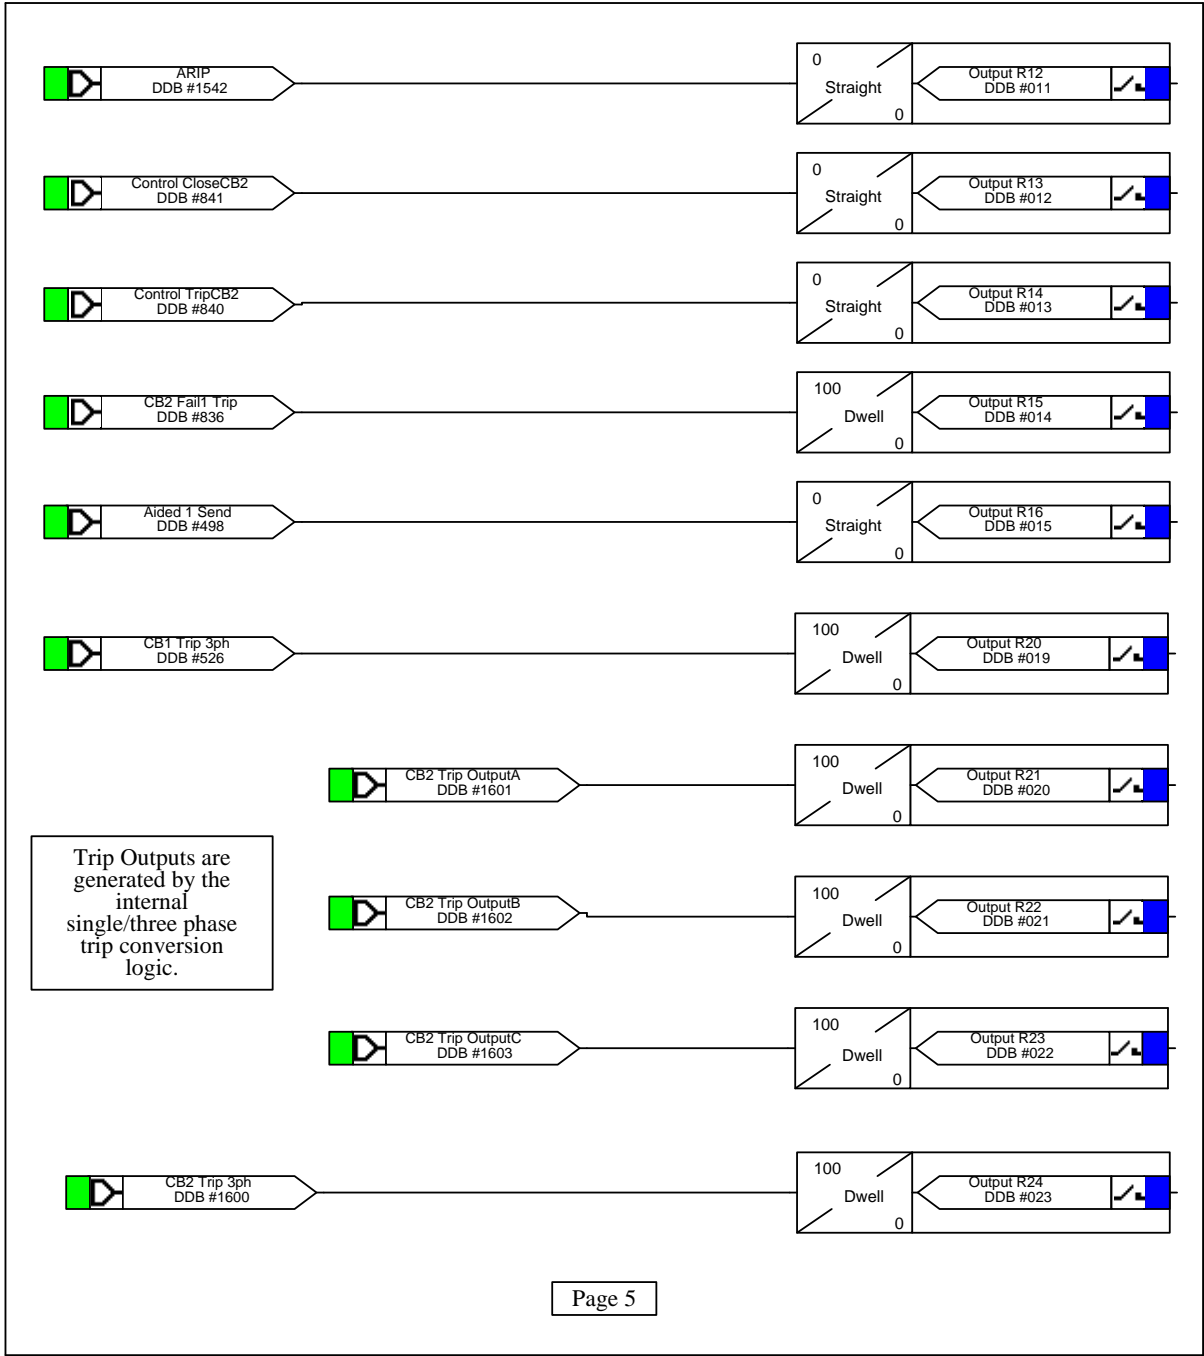 0
ARIP
DDB #1542
Straight
Output R12
DDB #011
0
0
Control CloseCB2
DDB #841
Straight
Output R13
DDB #012
0
0
Control TripCB2
DDB #840
Straight
Output R14
DDB #013
0
100
CB2 Fail1 Trip
DDB #836
Dwell
Output R15
DDB #014
0
0
Aided 1 Send
DDB #498
Straight
Output R16
DDB #015
0
100
CB1 Trip 3ph
DDB #526
Dwell
Output R20
DDB #019
0
100
CB2 Trip OutputA
DDB #1601
Dwell
Output R21
DDB #020
0
Trip Outputs are
generated by the
internal
single/three phase
trip conversion
logic.
100
CB2 Trip OutputB
DDB #1602
Dwell
Output R22
DDB #021
0
100
CB2 Trip OutputC
DDB #1603
Dwell
Output R23
DDB #022
0
100
CB2 Trip 3ph
DDB #1600
Dwell
Output R24
DDB #023
0
Page 5